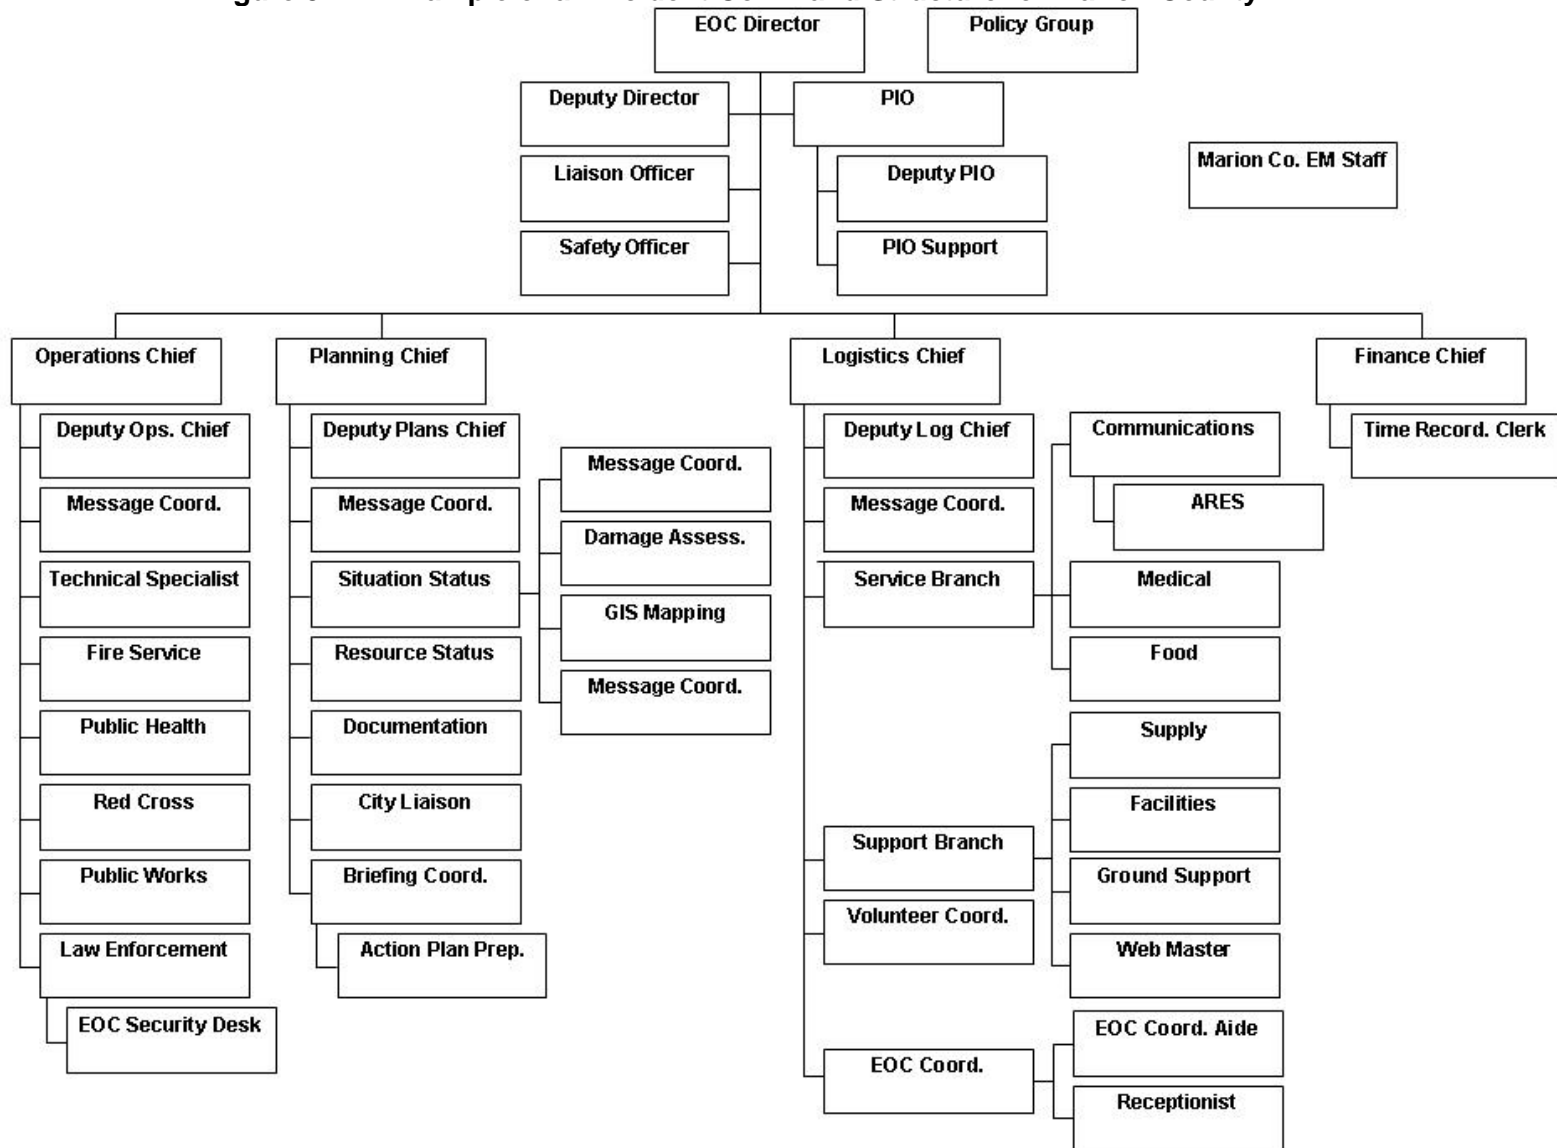 EOC Director
Policy Group
Deputy Director
PIO
Liaison Officer
Deputy PIO
Marion Co. EM Staff
Safety Officer
PIO Support
Operations Chief
Planning Chief
Logistics Chief
Finance Chief
Deputy Ops. Chief
Message Coord.
Technical Specialist
Fire Service
Public Health
Red Cross
Public Works
Law Enforcement
EOC Security Desk
Deputy Plans Chief
Message Coord.
Situation Status
Resource Status
Documentation
City Liaison
Briefing Coord.
Action Plan Prep.
Message Coord.
Damage Assess.
GIS Mapping
Message Coord.
Deputy Log Chief
Message Coord.
Service Branch
Support Branch
Volunteer Coord.
EOC Coord.
Communications
ARES
Medical
Food
Supply
Facilities
Ground Support
Web Master
EOC Coord. Aide
Receptionist
Time Record. Clerk